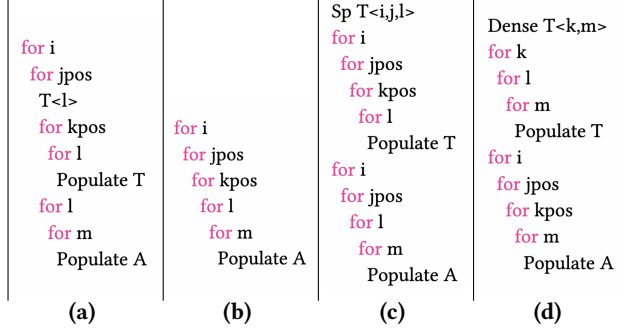 for i
for jpos
T<l>
for kpos
for l
Populate T
for l
for m
Populate A
(a)
for i
for jpos
for kpos
for l
for m
Populate A
(b)
Sp T<i,j,l>
for i
for jpos
for kpos
for l
Populate T
for i
for jpos
for l
for m
Populate A
(c)
Dense T<k,m>
for k
for l
for m
Populate T
for i
for jpos
for kpos
for m
Populate A
(d)